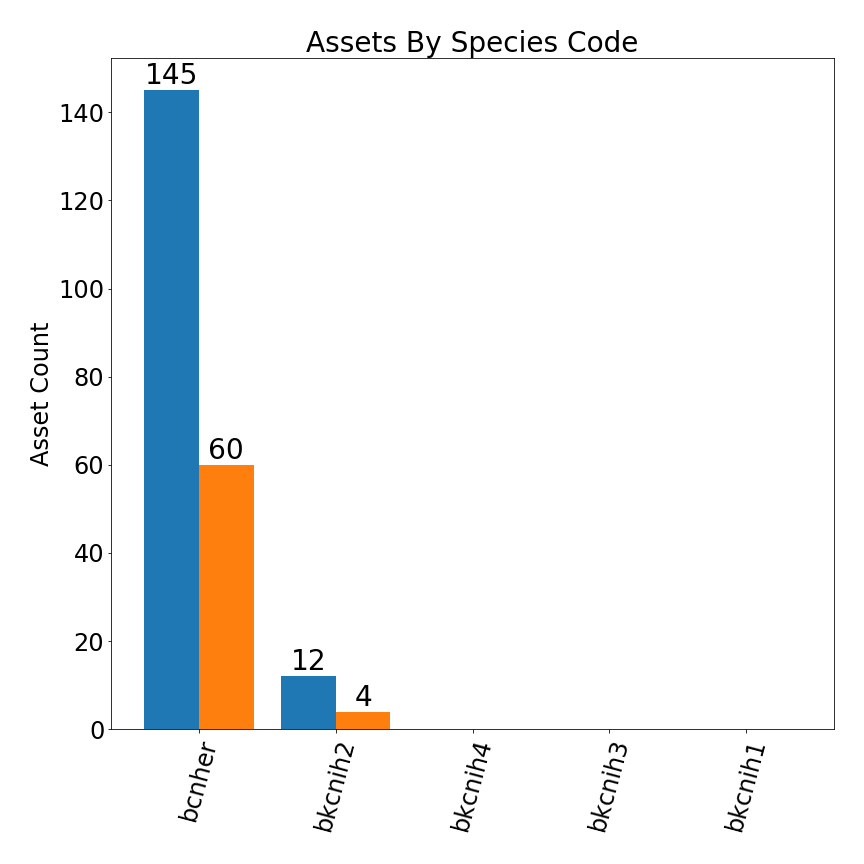 Assets By Species Code
145
140
120
100
80
60
60
40
20
12
4
0
Asset Count
bcnher
bkcnih2
bkcnih4
bkcnih3
bkcnih1